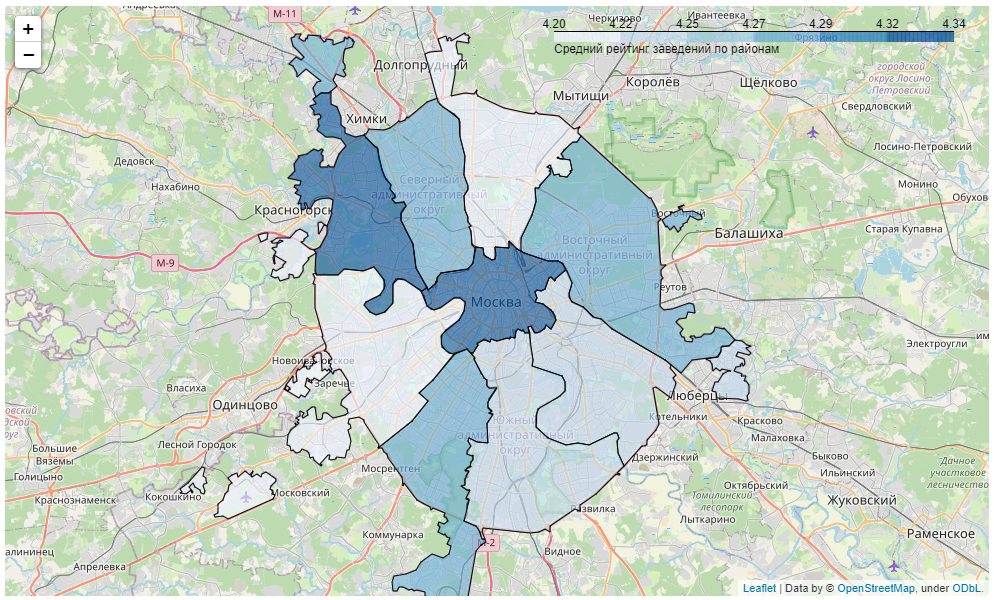 Андреевка
M-11
+
−
Черкизово
Ивантеевка
4.20
4.22
4.25
4.27
4.29
4.32
4.34
Фрязино
Средний рейтинг заведений по районам
Долгопрудный
Королёв
Щёлково
городской
округ Лосино-
Петровский
Мытищи
Свердловский
Химки
Лосино-Петровский
Дедовск
Нахабино
Северный
административный
округ
Монино
Обухово
Красногорск
Восточный
Старая Купавна
Балашиха
Восточный
административный
округ
M-9
Реутов
Москва
Электроугли
им
Новоивановское
Заречье
Власиха
Люберцы
Одинцово
Котельники
Красково
Южный
административный
округ
Малаховка
Большие
Вязёмы
Лесной Городок
Голицыно
Мосрентген
Дзержинский
Быково
Ильинский
Дачное
участковое
лесничество
Краснознаменск
Кокошкино
Московский
Октябрьский
Томилинский
лесопарк
Жуковский
Развилка
Лыткарино
Коммунарка
Раменское
-2
Видное
Апрелевка
Leaflet | Data by © OpenStreetMap, under ODbL.